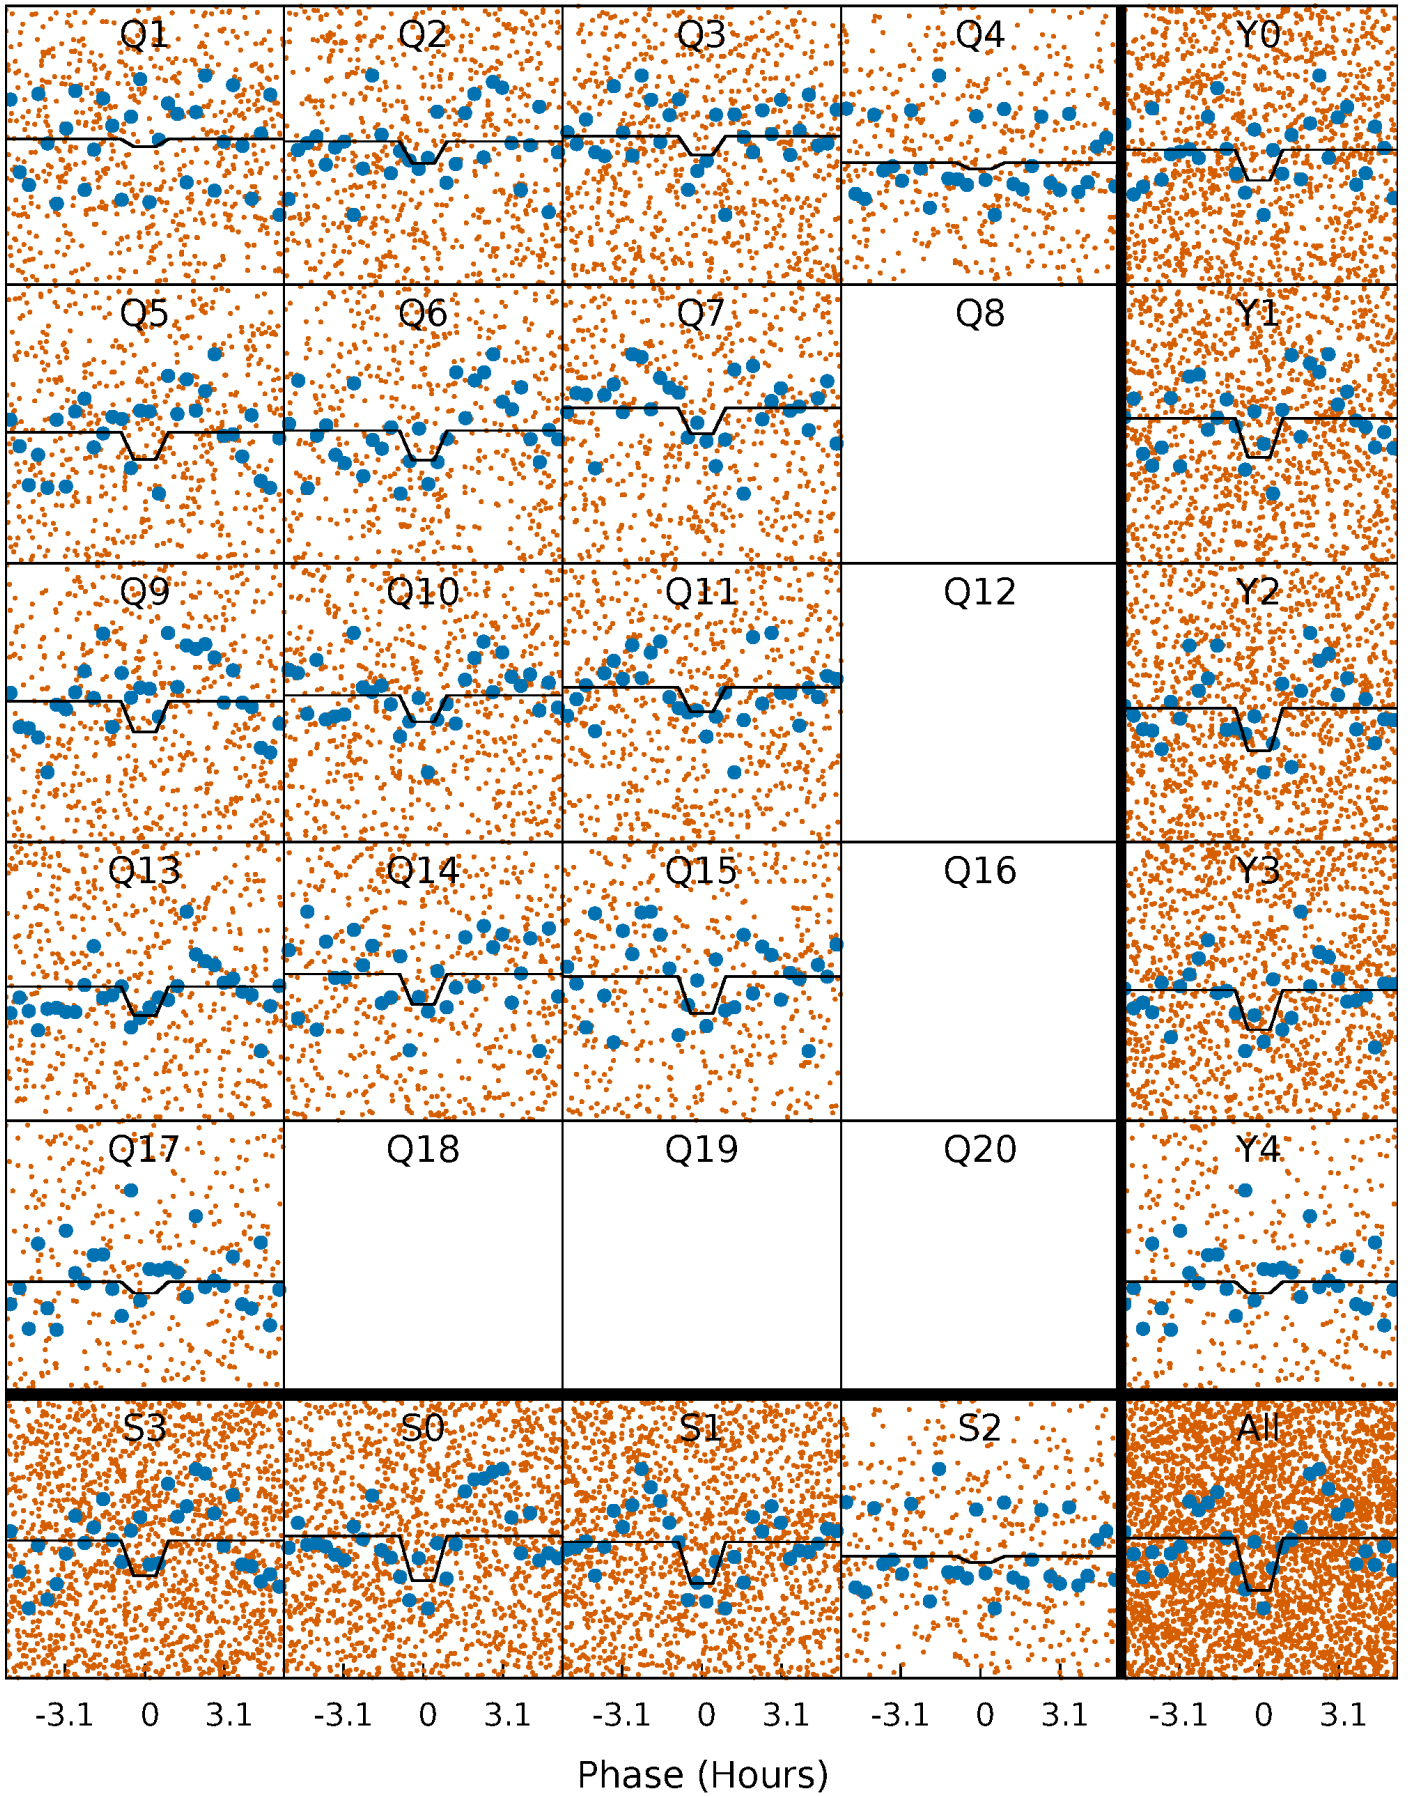 Q1 Q2 Q3 Q4 Y0
Q5 Q6 Q7 Q8 Y1
Q9 Q10 Q11 Q12 Y2
Q13 Q14 Q15 Q16 Y3
Q17 Q18 Q19 Q20 Y4
S3 S0 S1 S2 All
-3.1 0 3.1 -3.1 0 3.1 -3.1 0 3.1 -3.1 0 3.1 -3.1 0 3.1
Phase (Hours)